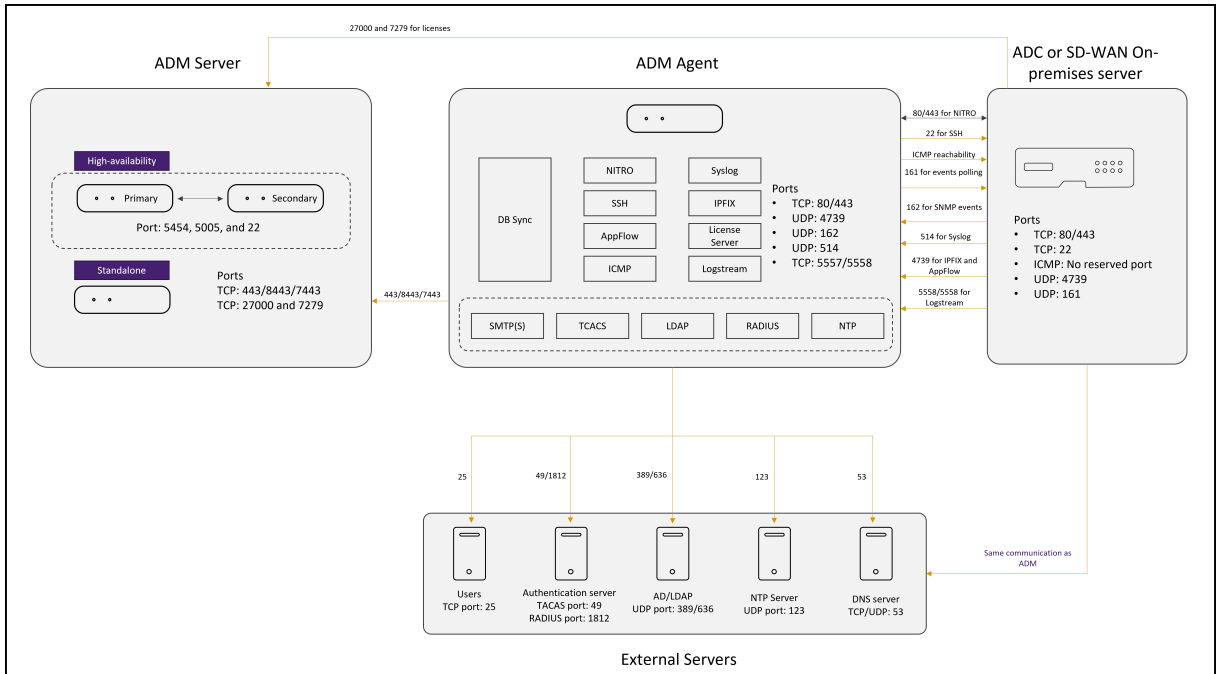 27000 and 7279 for licenses
ADM Server
High-availability
Primary
Secondary
Port: 5454, 5005, and 22
Standalone
Ports
TCP: 443/8443/7443
TCP: 27000 and 7279
443/8443/7443
ADM Agent
DB Sync
NITRO
Syslog
SSH
IPFIX
AppFlow
License
Server
ICMP
Logstream
Ports
• TCP: 80/443
• UDP: 4739
• UDP: 162
• UDP: 514
• TCP: 5557/5558
SMTP(S)
TCACS
LDAP
RADIUS
NTP
80/443 for NITRO
22 for SSH
ICMP reachability
161 for events polling
162 for SNMP events
514 for Syslog
4739 for IPFIX and
AppFlow
5558/5558 for
Logstream
ADC or SD-WAN On-
premises server
Ports
• TCP: 80/443
• TCP: 22
• ICMP: No reserved port
• UDP: 4739
• UDP: 161
25
49/1812
389/636
123
53
Same communication as
ADM
Users
TCP port: 25
Authentication server
TACAS port: 49
RADIUS port: 1812
AD/LDAP
UDP port: 389/636
NTP Server
UDP port: 123
DNS server
TCP/UDP: 53
External Servers